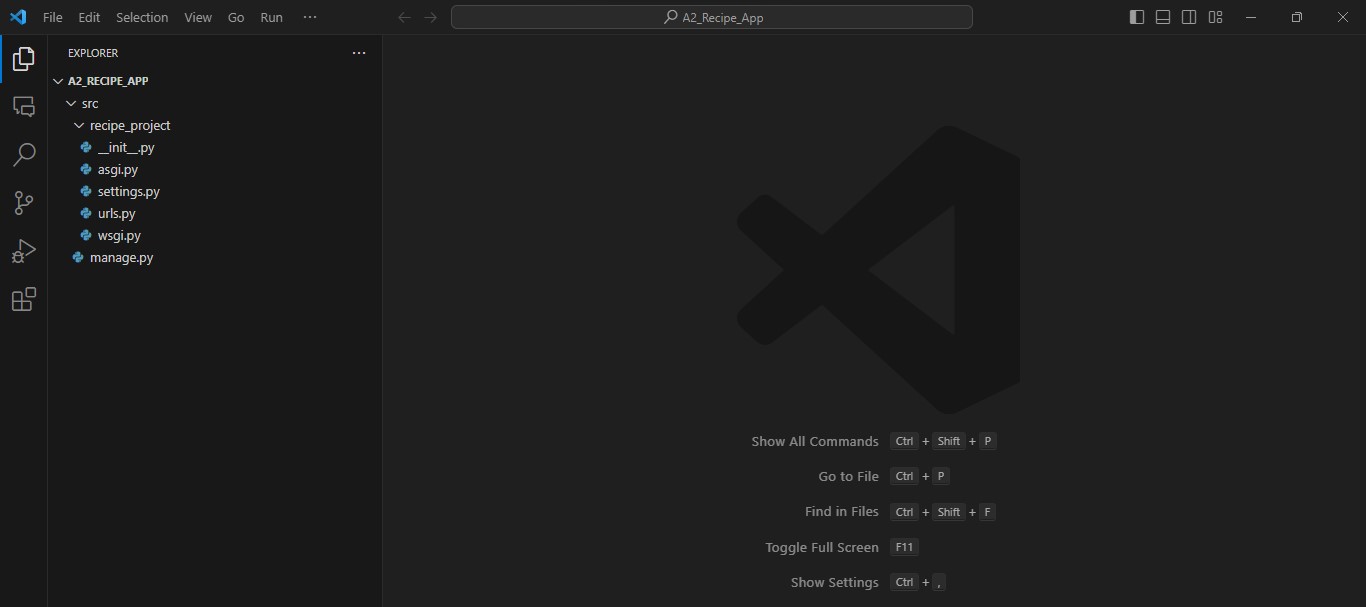 File Edit Selection View Go Run ···
A2_Recipe_App
EXPLORER ···
A2_RECIPE_APP
src
recipe_project
__init__.py
asgi.py
settings.py
urls.py
wsgi.py
manage.py
Show All Commands Ctrl + Shift + P
Go to File Ctrl + P
Find in Files Ctrl + Shift + F
Toggle Full Screen F11
Show Settings Ctrl + ,